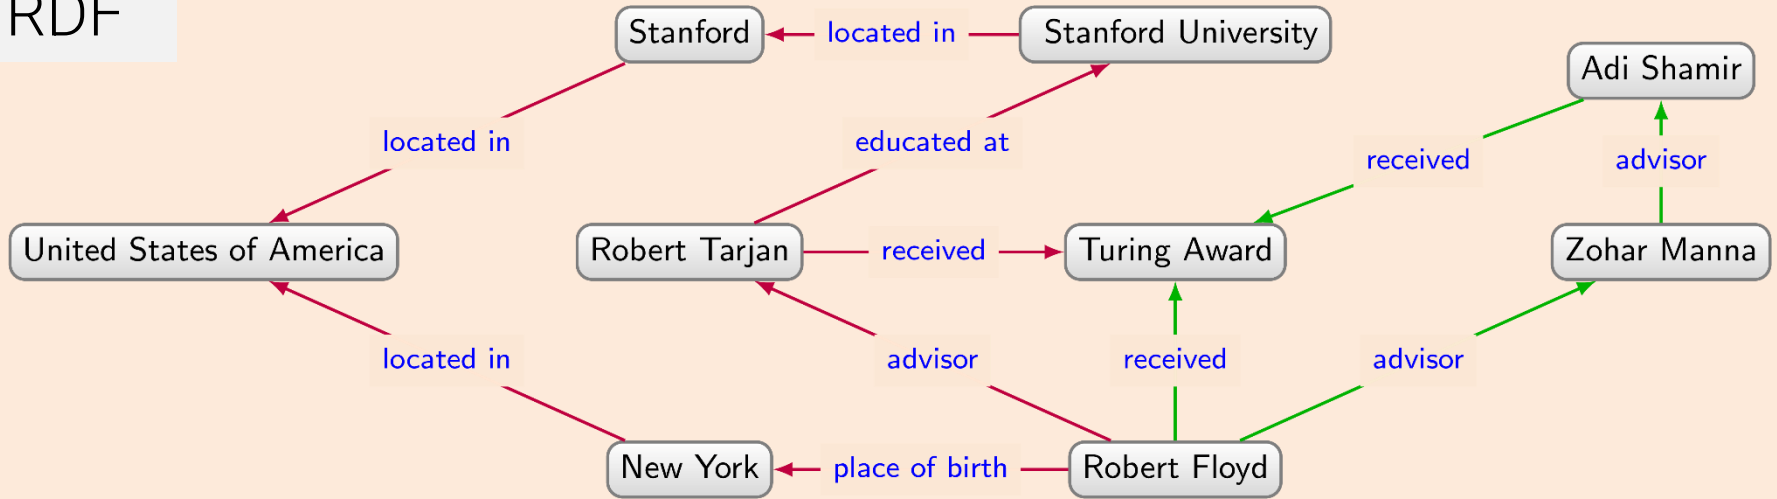 RDF
Stanford
located in
Stanford University
Adi Shamir
located in
educated at
received
advisor
United States of America
Robert Tarjan
received
Turing Award
Zohar Manna
located in
advisor
received
advisor
New York
place of birth
Robert Floyd